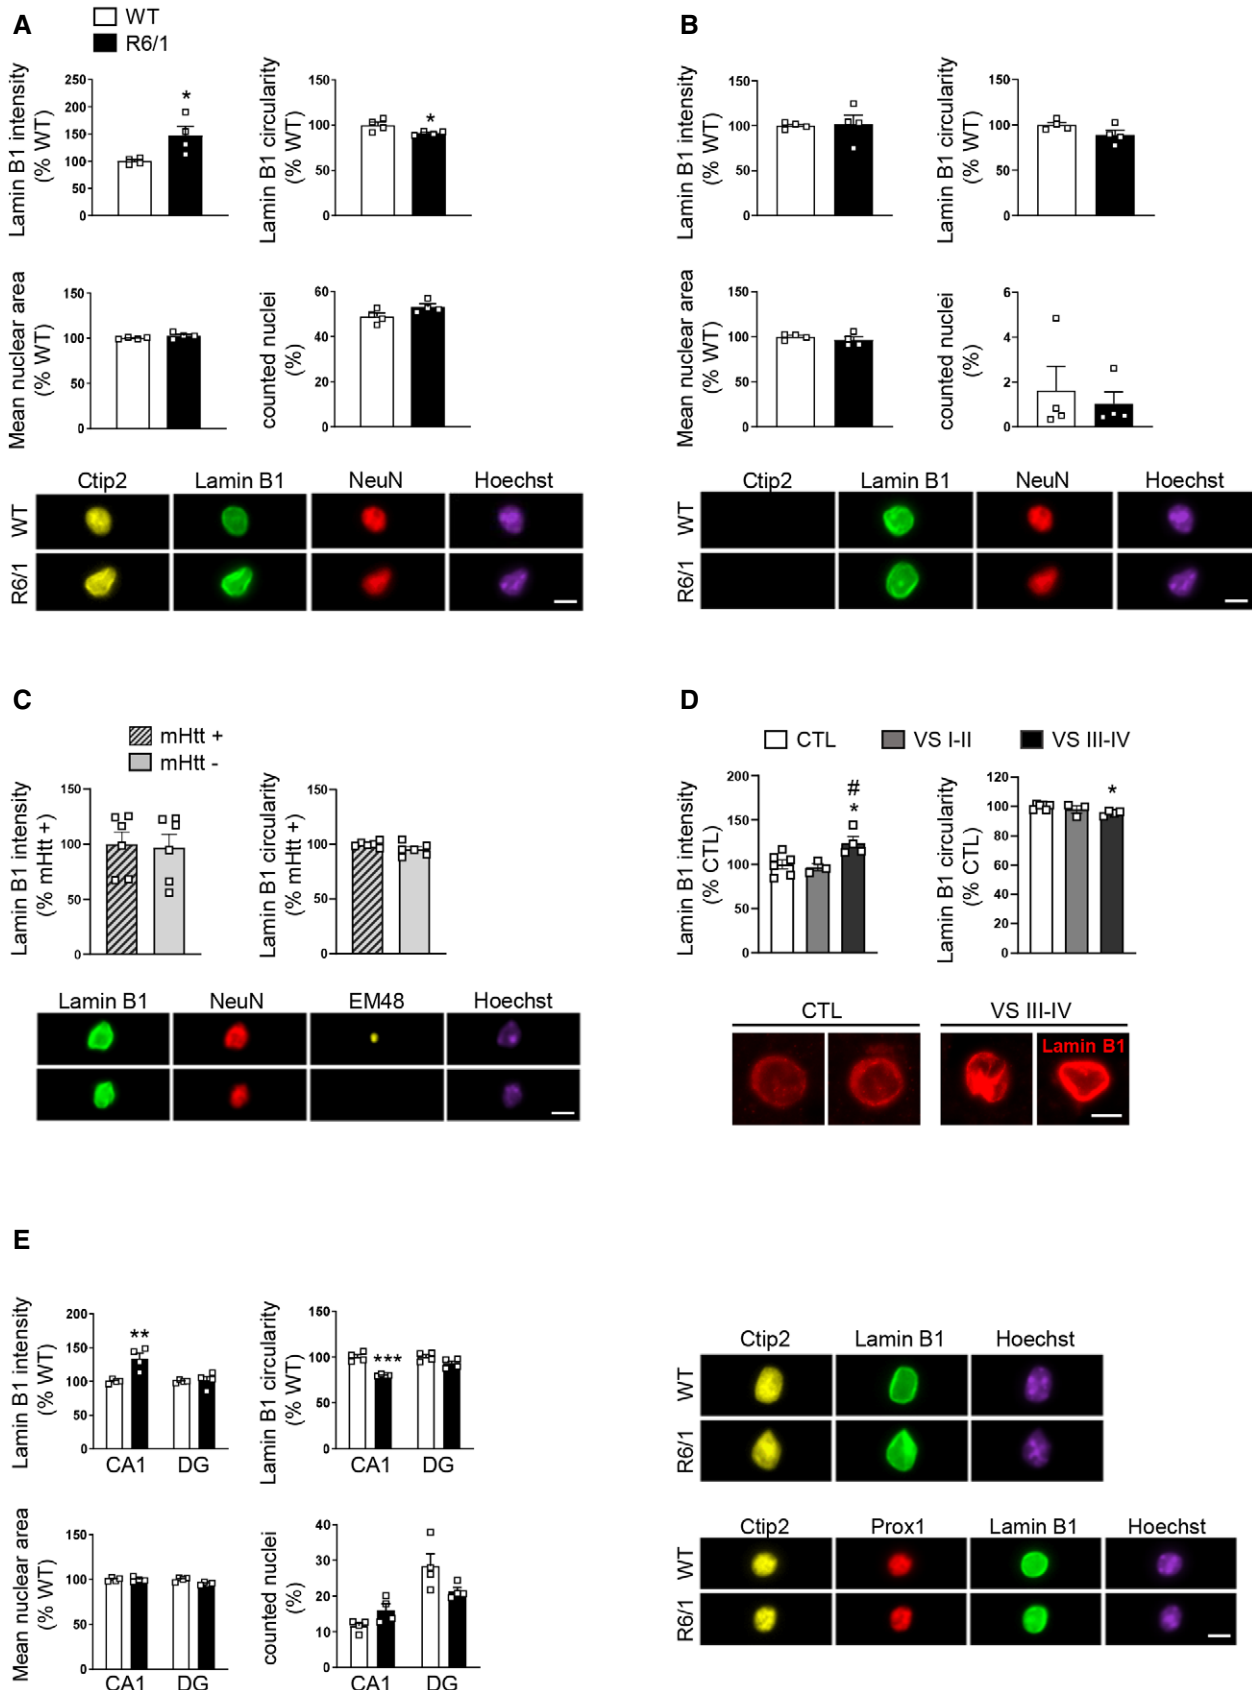 A
WT
R6/1
Lamin B1 intensity
(% WT)
250
200
150
100
50
0
*
Lamin B1 circularity
(% WT)
150
100
50
0
*
Mean nuclear area
(% WT)
150
100
50
0
counted nuclei
(%)
60
40
20
0
Ctip2 Lamin B1 NeuN Hoechst
WT
R6/1
B
Lamin B1 intensity
(% WT)
150
100
50
0
Lamin B1 circularity
(% WT)
150
100
50
0
Mean nuclear area
(% WT)
150
100
50
0
counted nuclei
(%)
6
4
2
0
Ctip2 Lamin B1 NeuN Hoechst
WT
R6/1
C
mHtt +
mHtt -
Lamin B1 intensity
(% mHtt +)
150
100
50
0
Lamin B1 circularity
(% mHtt +)
150
100
50
0
Lamin B1 NeuN EM48 Hoechst
D
CTL VS I-II VS III-IV
Lamin B1 intensity
(% CTL)
200
150
100
50
0
#
*
Lamin B1 circularity
(% CTL)
120
100
80
60
40
20
0
*
CTL VS III-IV
Lamin B1
E
Lamin B1 intensity
(% WT)
200
150
100
50
0
**
CA1 DG
Lamin B1 circularity
(% WT)
150
100
50
0
***
CA1 DG
Mean nuclear area
(% WT)
150
100
50
0
CA1 DG
counted nuclei
(%)
40
30
20
10
0
CA1 DG
Ctip2 Lamin B1 Hoechst
WT
R6/1
Ctip2 Prox1 Lamin B1 Hoechst
WT
R6/1